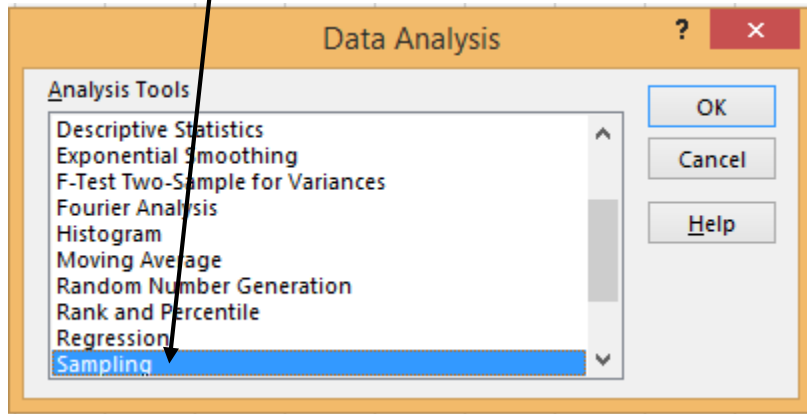 Data Analysis
?
×
Analysis Tools
Descriptive Statistics
Exponential Smoothing
F-Test Two-Sample for Variances
Fourier Analysis
Histogram
Moving Average
Random Number Generation
Rank and Percentile
Regression
Sampling
OK
Cancel
Help